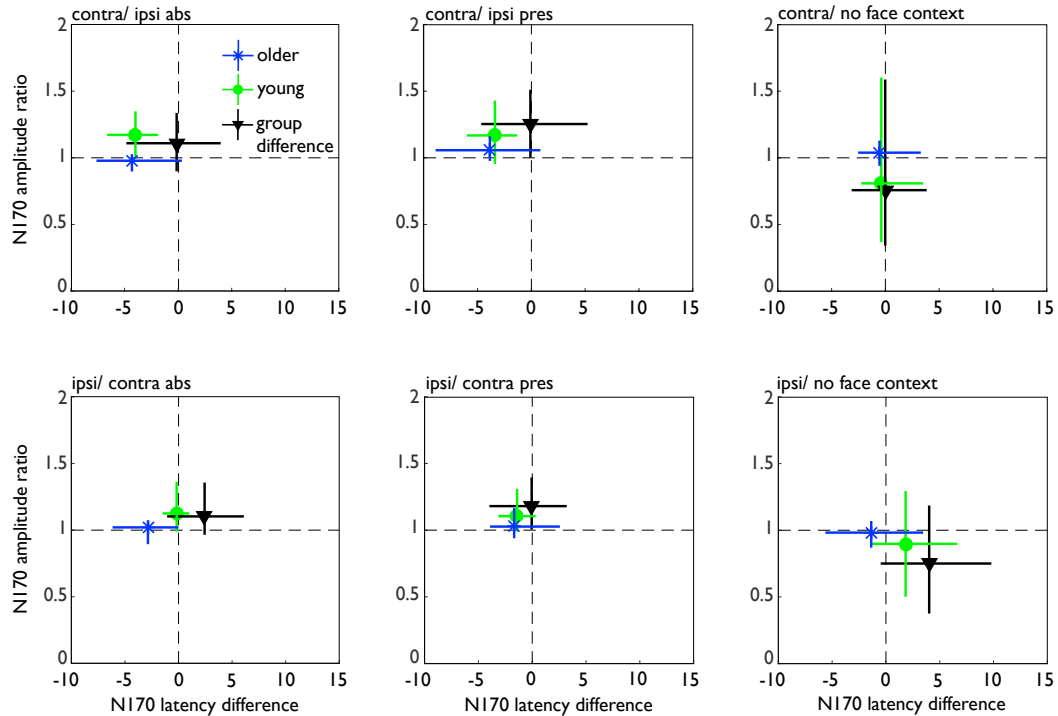 contra/ ipsi abs
contra/ ipsi pres
contra/ no face context
older
young
group
difference
N170 amplitude ratio
2
1.5
1
0.5
0
-10 -5 0 5 10 15
2
1.5
1
0.5
0
-10 -5 0 5 10 15
2
1.5
1
0.5
0
-10 -5 0 5 10 15
ipsi/ contra abs
ipsi/ contra pres
ipsi/ no face context
N170 amplitude ratio
2
1.5
1
0.5
0
-10 -5 0 5 10 15
N170 latency difference
2
1.5
1
0.5
0
-10 -5 0 5 10 15
N170 latency difference
2
1.5
1
0.5
0
-10 -5 0 5 10 15
N170 latency difference